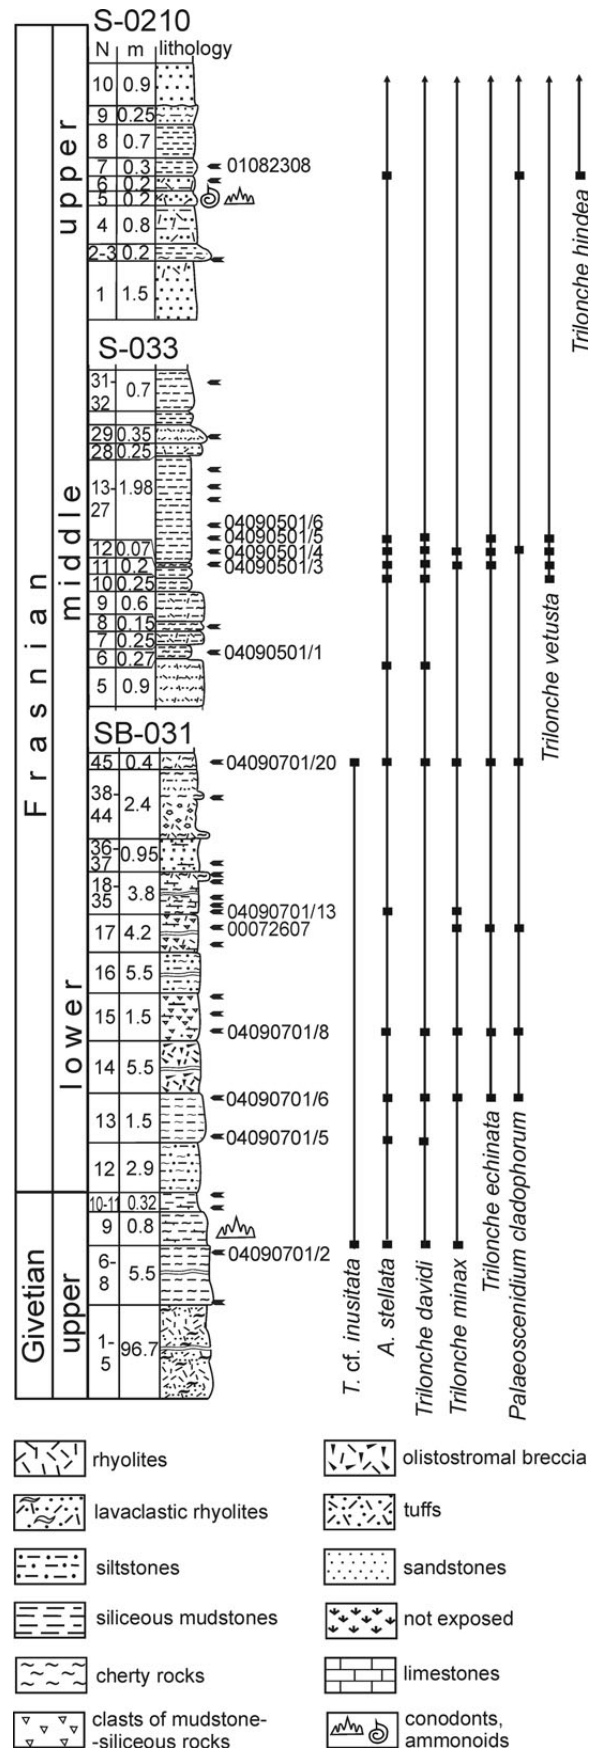 S-0210
N m lithology
10 0.9
9 0.25
8 0.7
7 0.3 01082308
6 0.2
5 0.2
4 0.8
2-3 0.2
1 1.5
upper
S-033
31-32 0.7
29 0.35
28 0.25
13-27 1.98
04090501/6
04090501/5
12 0.07 04090501/4
11 0.2 04090501/3
10 0.25
9 0.6
8 0.15
7 0.25
6 0.27 04090501/1
5 0.9
middle
Frasnian
SB-031
45 0.4 04090701/20
38-44 2.4
36-37 0.95
18-35 3.8
04090701/13
17 4.2 00072607
16 5.5
15 1.5
04090701/8
14 5.5
04090701/6
13 1.5
04090701/5
12 2.9
lower
10-11 0.32
9 0.8
04090701/2
6-8 5.5
1-5 96.7
Givetian
upper
T. cf. inusitata
A. stellata
Trilonche davidi
Trilonche minax
Trilonche echinata
Palaeoscenidium cladophorum
Trilonche vetusta
Trilonche hindea
rhyolites
olistostromal breccia
lavaclastic rhyolites
tuffs
siltstones
sandstones
siliceous mudstones
not exposed
cherty rocks
limestones
clasts of mudstone-
-siliceous rocks
conodonts,
ammonoids